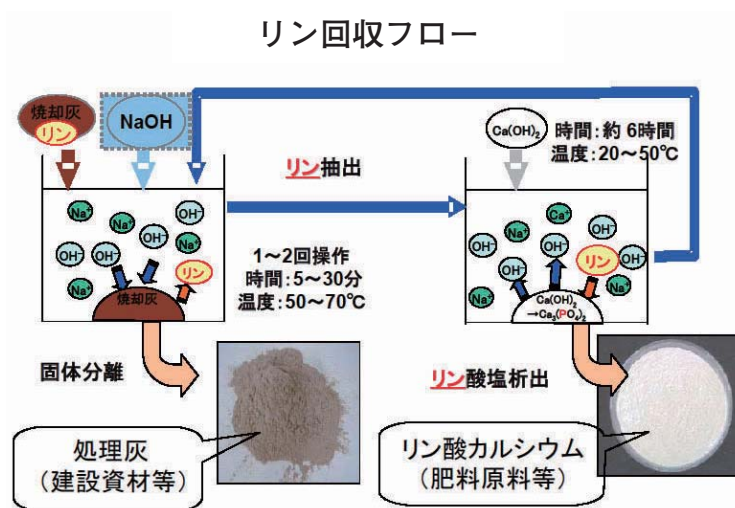 リン回収フロー
焼却灰
リン
NaOH
Ca(OH)₂
時間：約6時間
温度：20～50℃
リン抽出
Na⁺
Na⁺
OH⁻
OH⁻
OH⁻
OH⁻
Na⁺
Na⁺
リン
焼却灰
1～2回操作
時間：5～30分
温度：50～70℃
Na⁺
Ca⁺
OH⁻
OH⁻
OH⁻
リン
OH⁻
OH⁻
Na⁺
Na⁺
Ca(OH)₂
→Ca₃(PO₄)₂
固体分離
リン酸塩析出
処理灰
（建設資材等）
リン酸カルシウム
（肥料原料等）